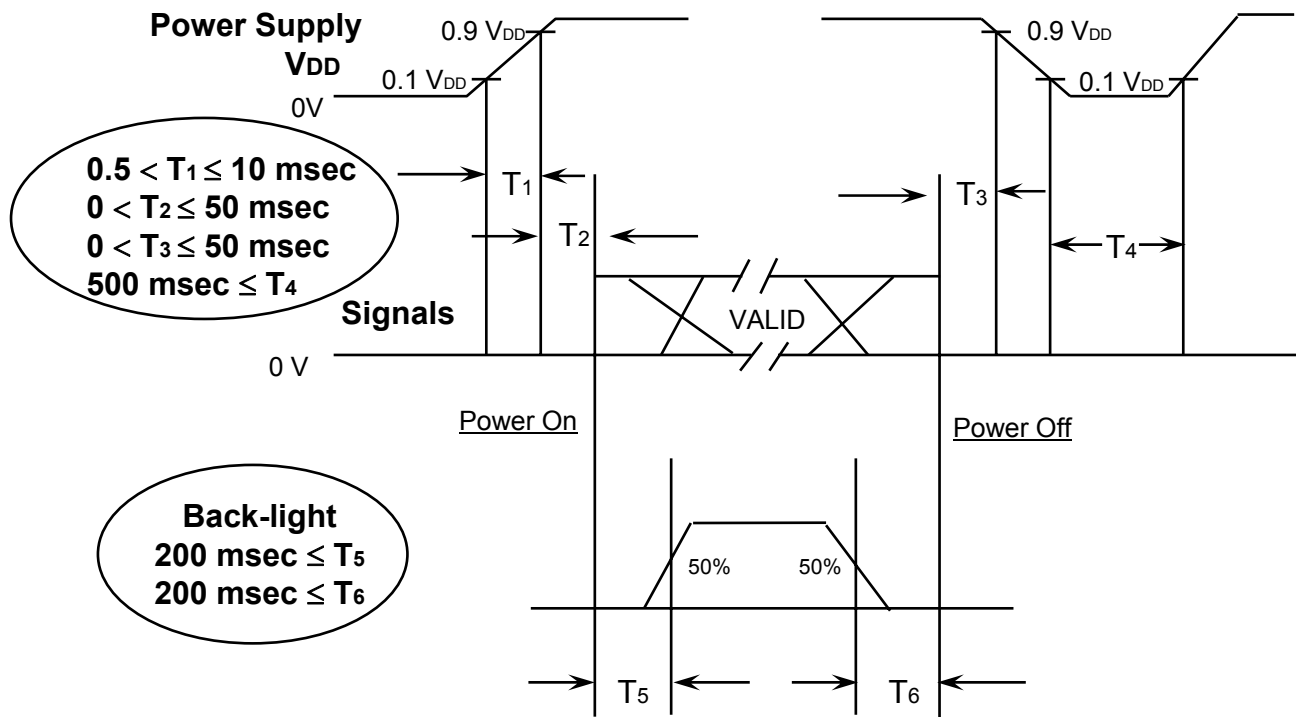 Power Supply
VDD
0.9 VDD
0.1 VDD
0V
0.9 VDD
0.1 VDD
0.5 < T1 ≤ 10 msec
0 < T2 ≤ 50 msec
0 < T3 ≤ 50 msec
500 msec ≤ T4
T1
T2
T3
T4
Signals
VALID
0 V
Power On
Power Off
Back-light
200 msec ≤ T5
200 msec ≤ T6
50%
50%
T5
T6